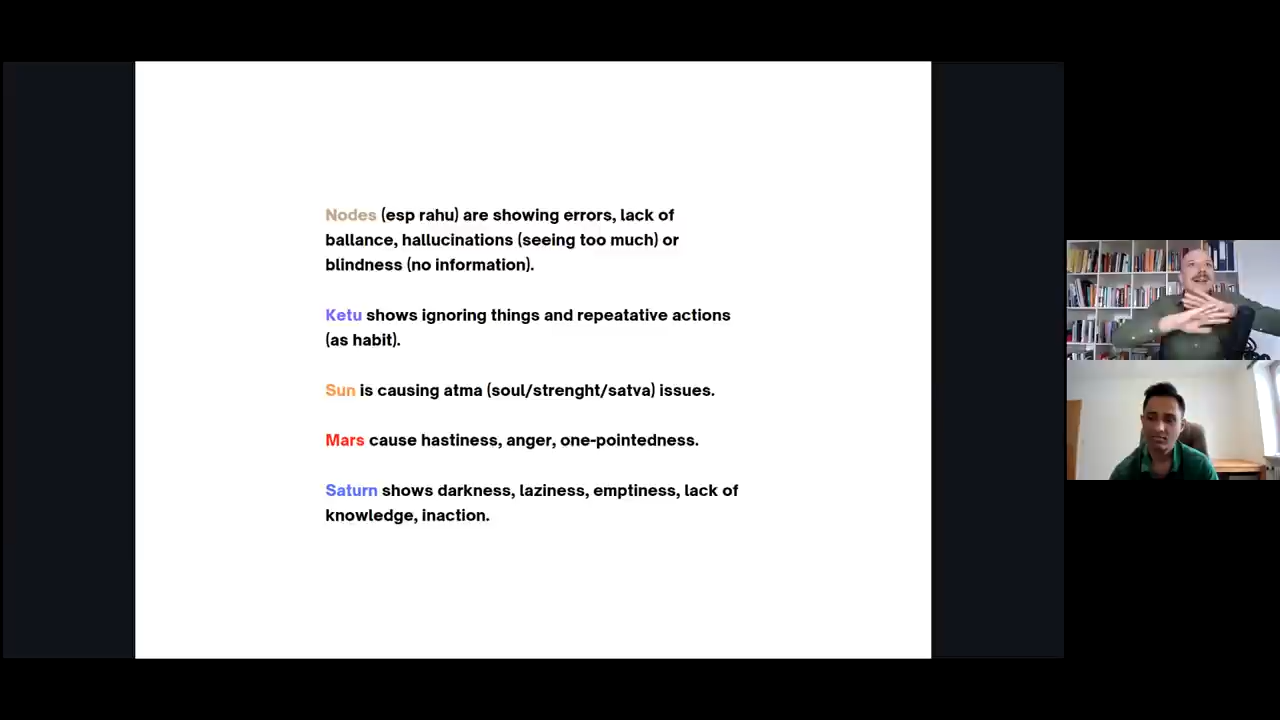 Nodes (esp rahu) are showing errors, lack of
ballance, hallucinations (seeing too much) or
blindness (no information).
Ketu shows ignoring things and repeatative actions
(as habit).
Sun is causing atma (soul/strenght/satva) issues.
Mars cause hastiness, anger, one-pointedness.
Saturn shows darkness, laziness, emptiness, lack of
knowledge, inaction.